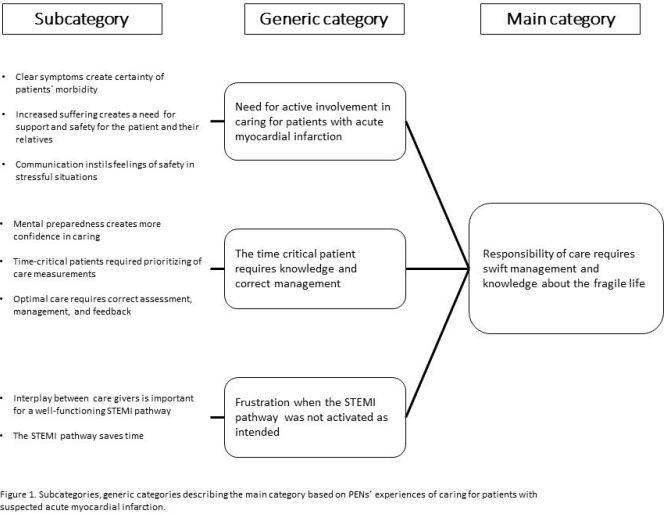 Subcategory
Generic category
Main category
• Clear symptoms create certainty of
patients´ morbidity
• Increased suffering creates a need for
support and safety for the patient and their
relatives
• Communication instils feelings of safety in
stressful situations
Need for active involvement in
caring for patients with acute
myocardial infarction
• Mental preparedness creates more
confidence in caring
• Time-critical patients required prioritizing of
care measurements
• Optimal care requires correct assessment,
management, and feedback
The time critical patient
requires knowledge and
correct management
Responsibility of care requires
swift management and
knowledge about the fragile life
• Interplay between care givers is important
for a well-functioning STEMI pathway
• The STEMI pathway saves time
Frustration when the STEMI
pathway was not activated as
intended
Figure 1. Subcategories, generic categories describing the main category based on PENs’ experiences of caring for patients with
suspected acute myocardial infarction.